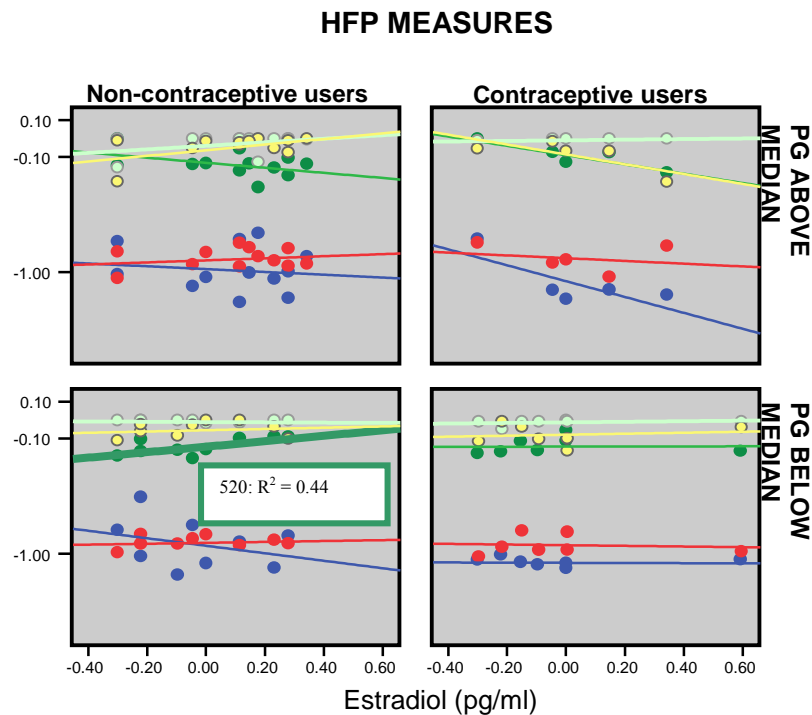 HFP MEASURES
Non-contraceptive users
Contraceptive users
0.10
-0.10
-1.00
PG ABOVE
MEDIAN
0.10
-0.10
-1.00
520: R² = 0.44
PG BELOW
MEDIAN
-0.40 -0.20 0.00 0.20 0.40 0.60
-0.40 -0.20 0.00 0.20 0.40 0.60
Estradiol (pg/ml)